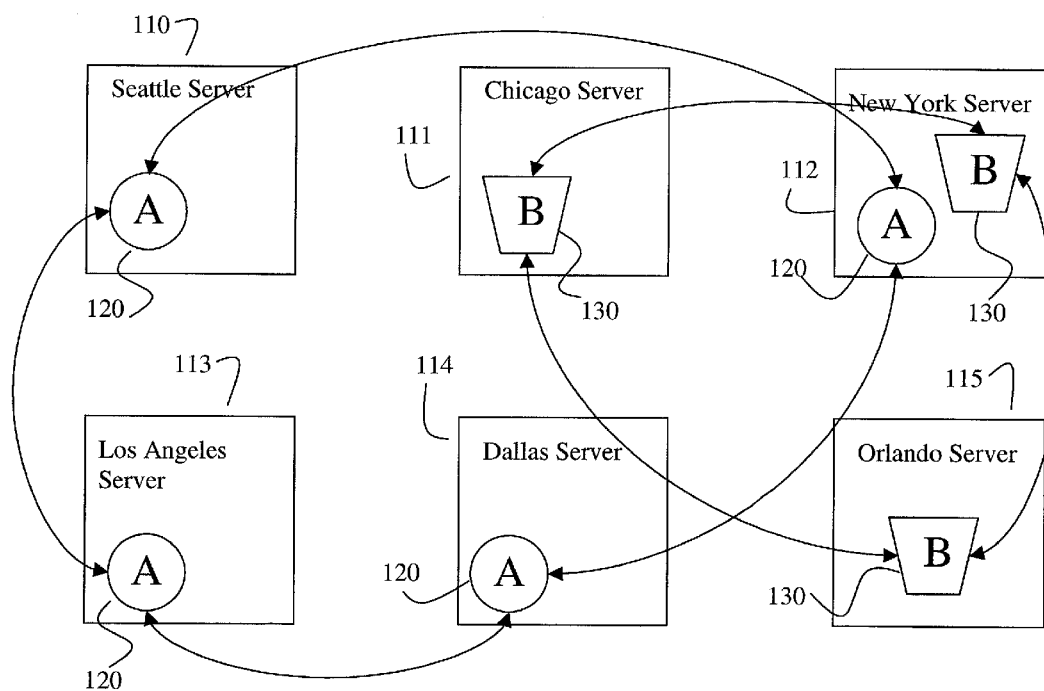 110
Seattle Server
A
120
111
Chicago Server
B
130
112
New York Server
B
A
120
130
113
Los Angeles
Server
A
120
114
Dallas Server
120
A
115
Orlando Server
B
130